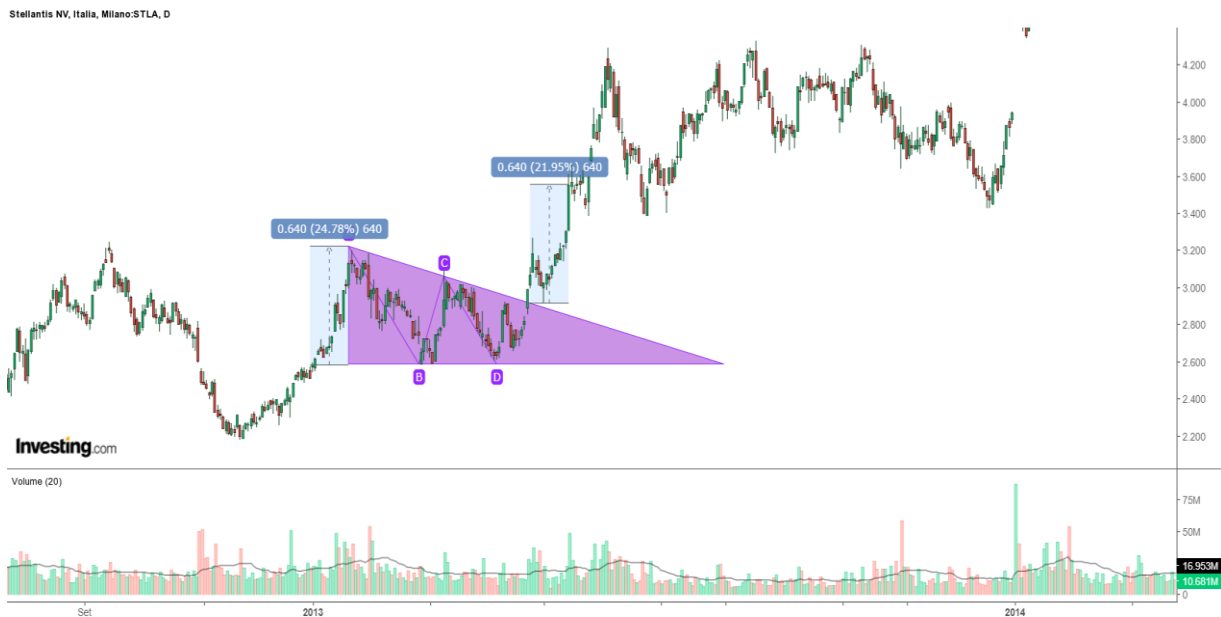 Stellantis NV, Italia, Milano:STLA, D
4.200
4.000
3.800
3.600
3.400
3.200
3.000
2.800
2.600
2.400
2.200
0.640 (21.95%) 640
0.640 (24.78%) 640
C
B
D
Investing.com
Volume (20)
75M
50M
16.953M
10.681M
0
Set
2013
2014